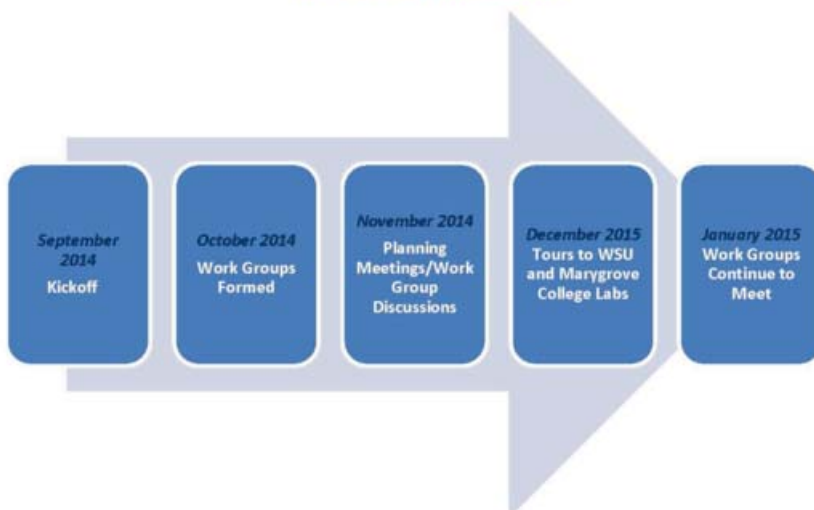 September
2014
Kickoff
October 2014
Work Groups
Formed
November 2014
Planning
Meetings/Work
Group
Discussions
December 2015
Tours to WSU
and Marygrove
College Labs
January 2015
Work Groups
Continue to
Meet